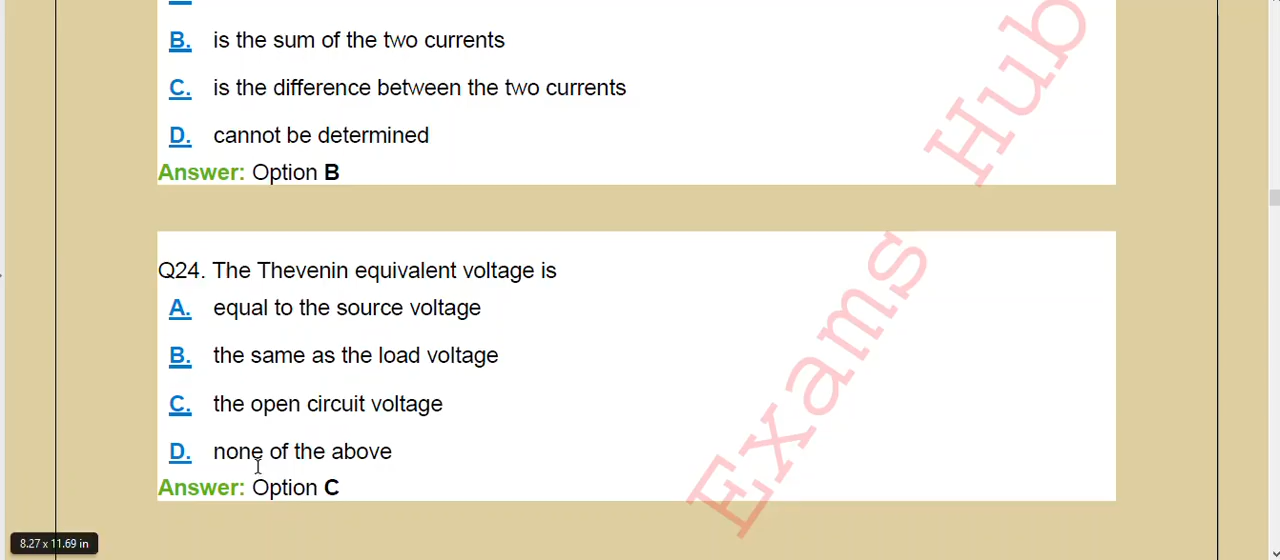 B. is the sum of the two currents
C. is the difference between the two currents
D. cannot be determined
Answer: Option B
Q24. The Thevenin equivalent voltage is
A. equal to the source voltage
B. the same as the load voltage
C. the open circuit voltage
D. none of the above
Answer: Option C
Exams Hub
8.27 x 11.69 in